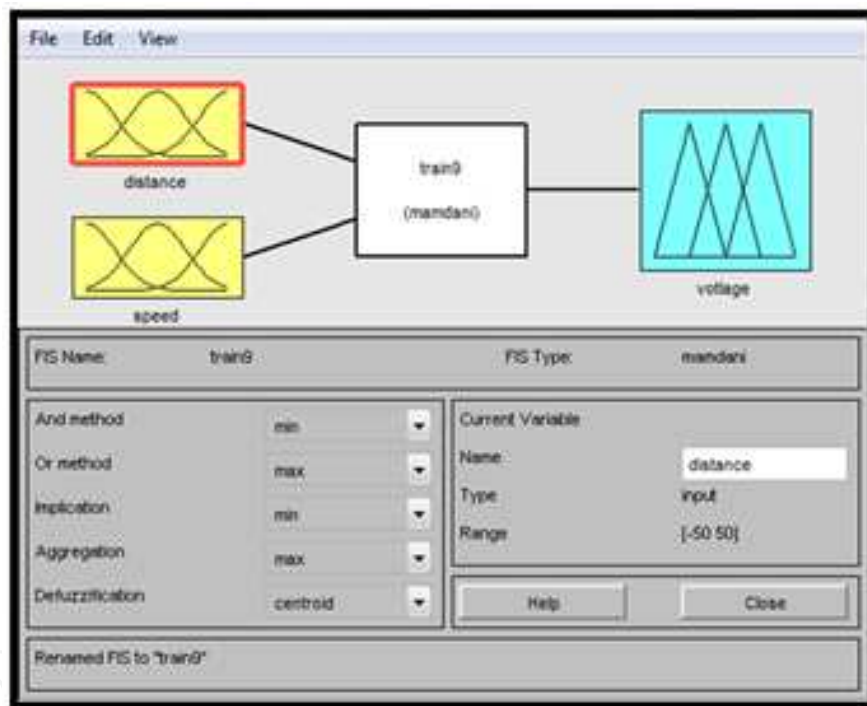 File Edit View
distance
speed
train9
(mamdani)
votlage
FIS Name: train9 FIS Type: mamdani
And method min
Or method max
Implication min
Aggregation max
Defuzzification centroid
Current Variable
Name distance
Type input
Range [-50 50]
Help Close
Renamed FIS to "train9"